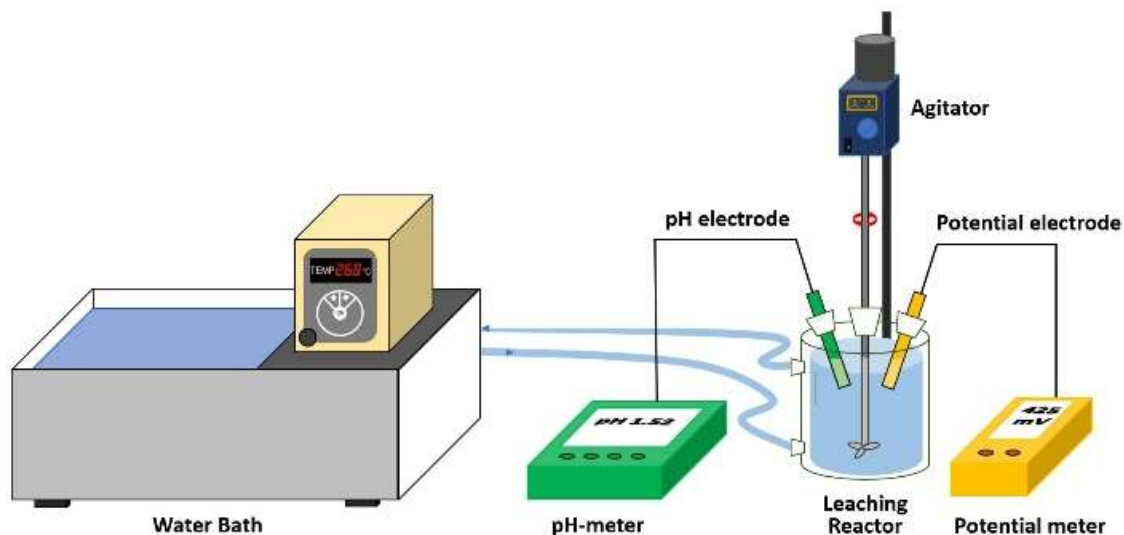 Agitator
pH electrode
Potential electrode
TEMP 26.8 °C
pH 1.52
425
mV
Water Bath
pH-meter
Leaching
Reactor
Potential meter